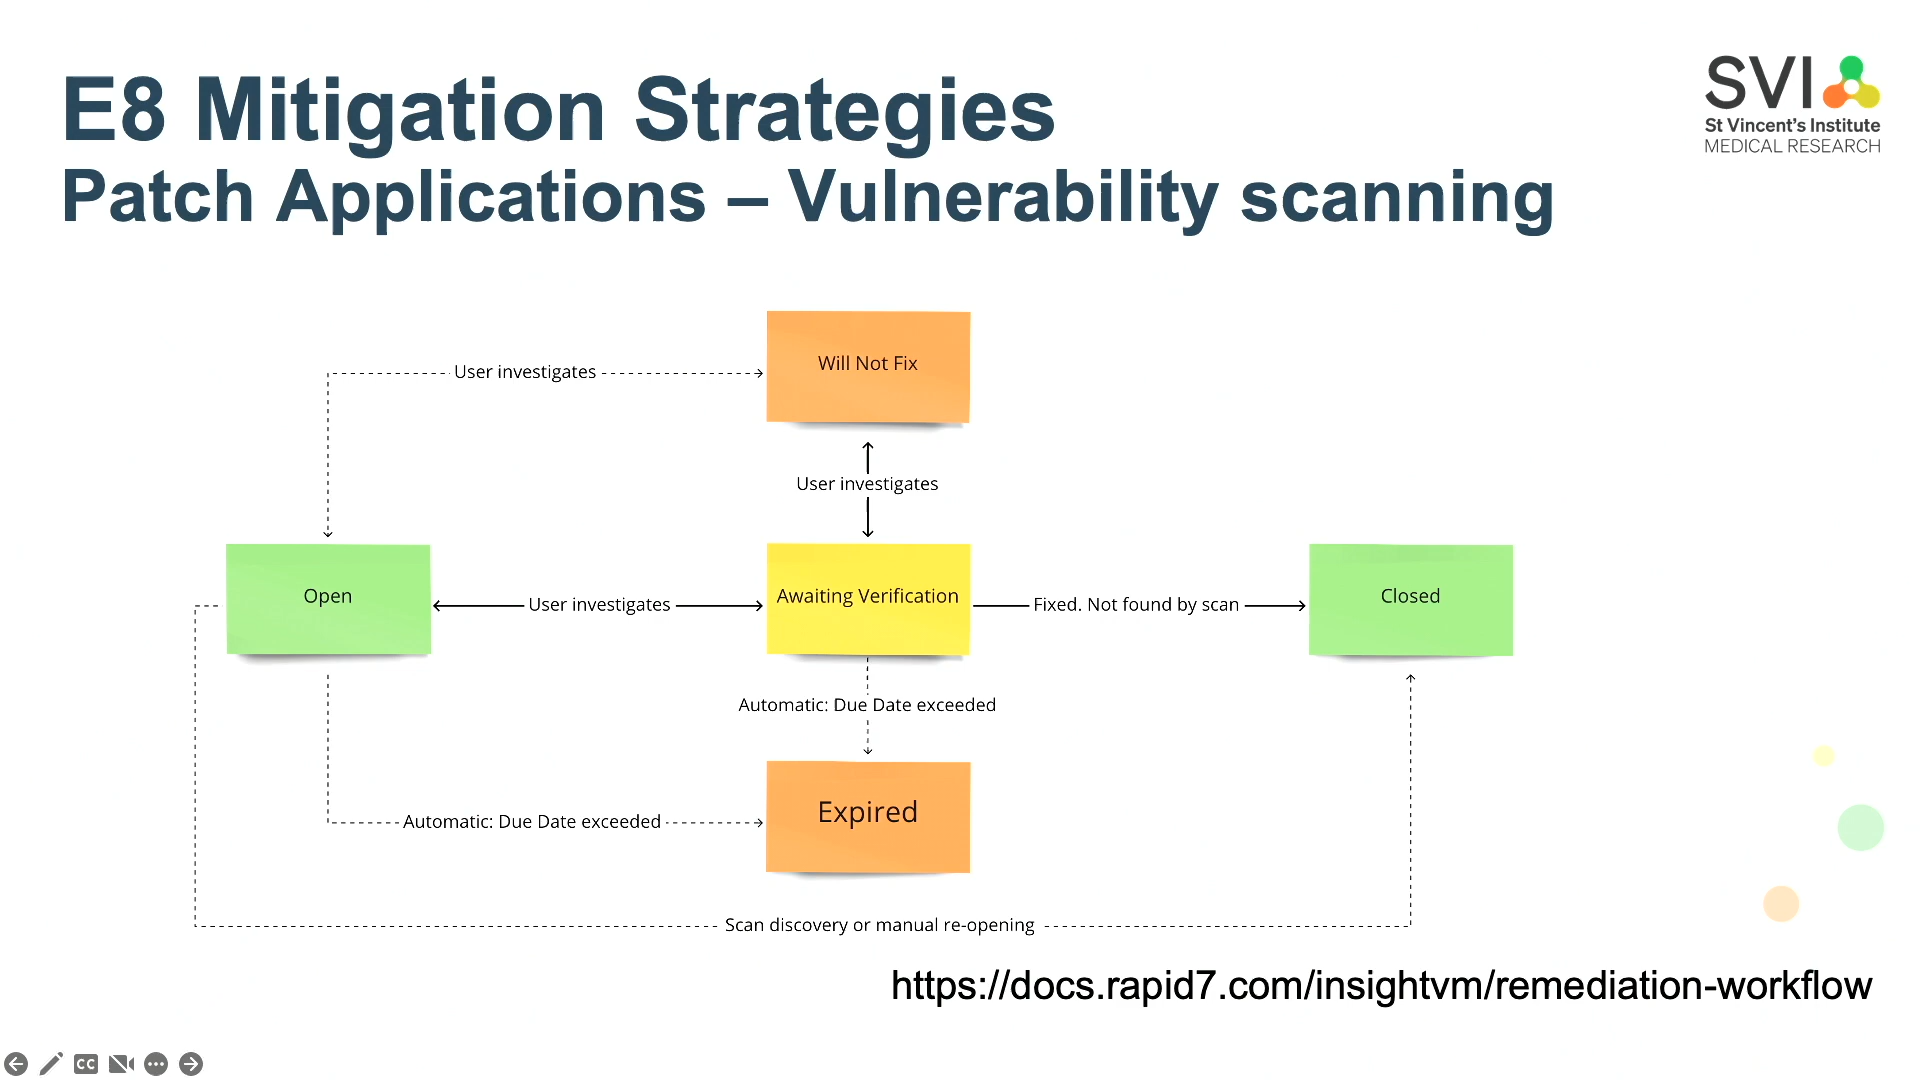 E8 Mitigation Strategies
Patch Applications – Vulnerability scanning
SVI
St Vincent's Institute
MEDICAL RESEARCH
Will Not Fix
User investigates
User investigates
Open
User investigates
Awaiting Verification
Fixed. Not found by scan
Closed
Automatic: Due Date exceeded
Expired
Automatic: Due Date exceeded
Scan discovery or manual re-opening
https://docs.rapid7.com/insightvm/remediation-workflow
CC